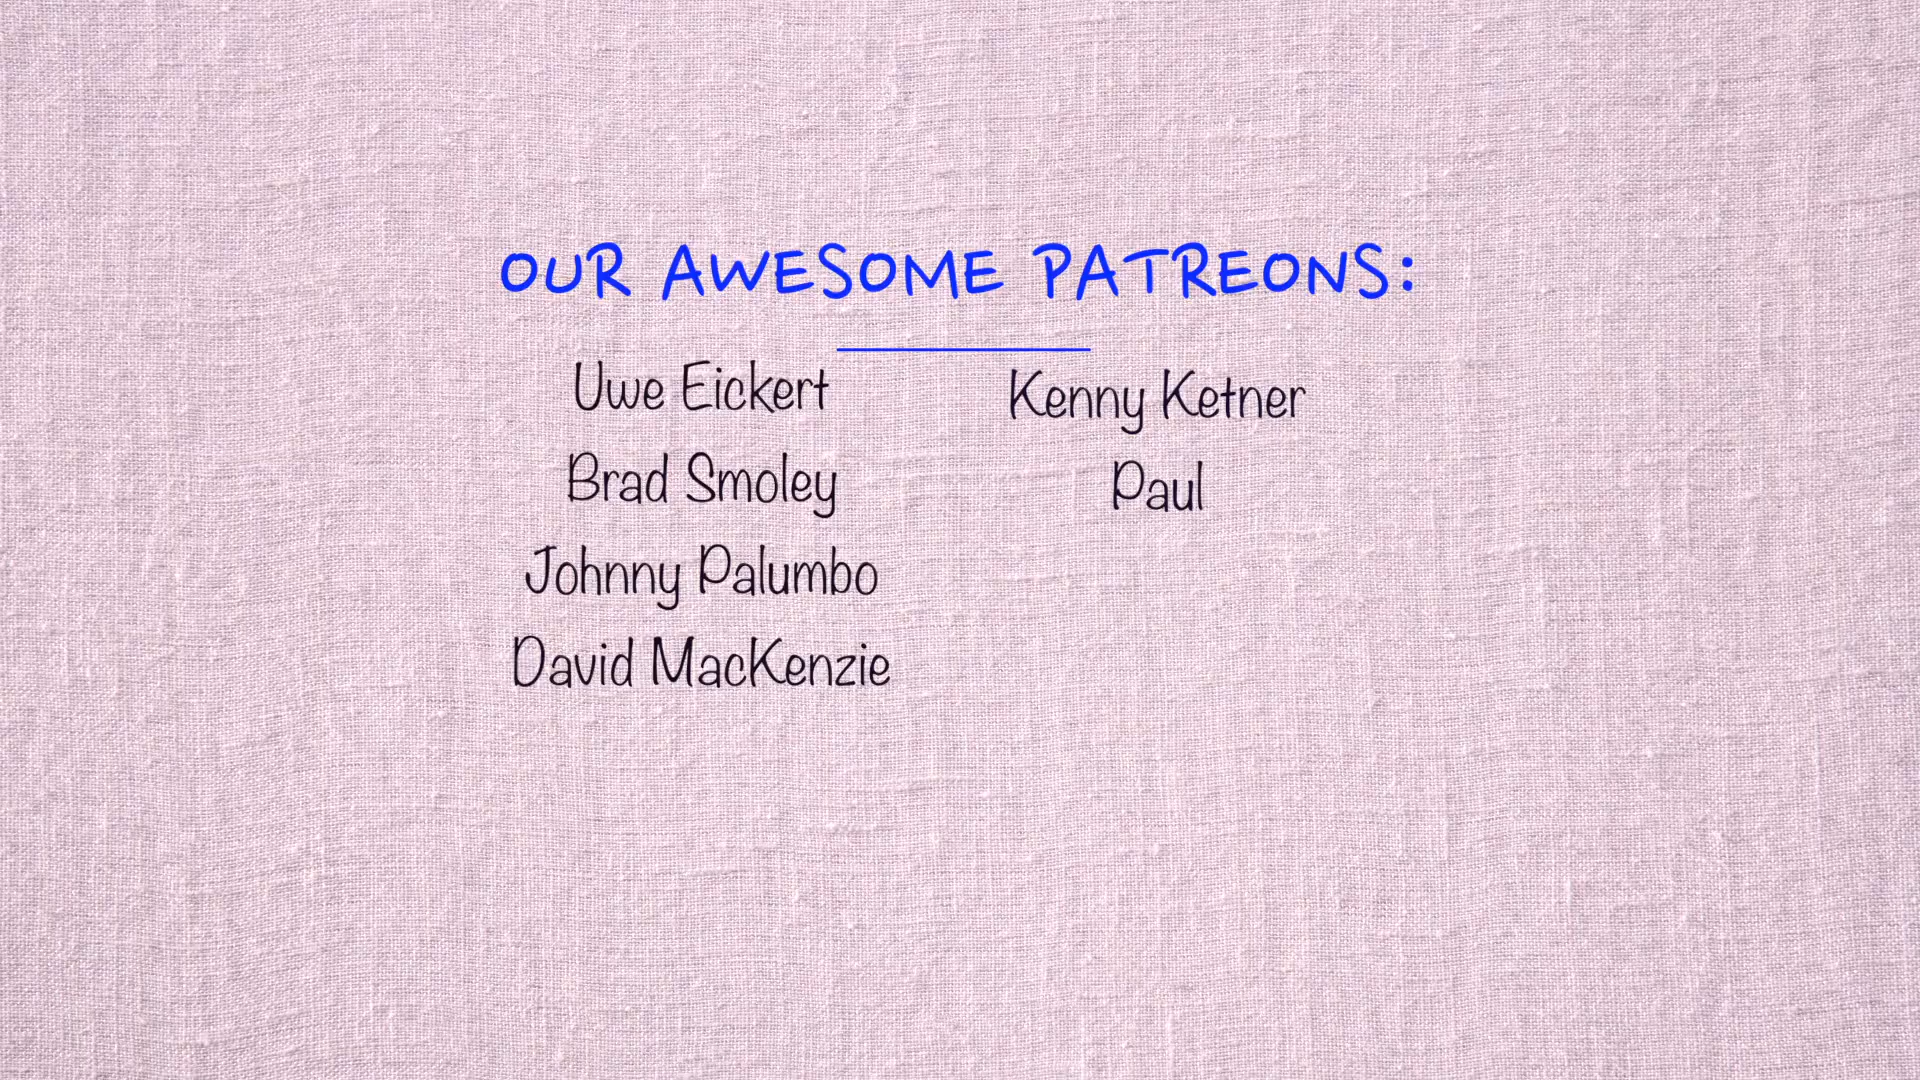 OUR AWESOME PATREONS:
Uwe Eickert
Brad Smoley
Johnny Palumbo
David MacKenzie
Kenny Ketner
Paul